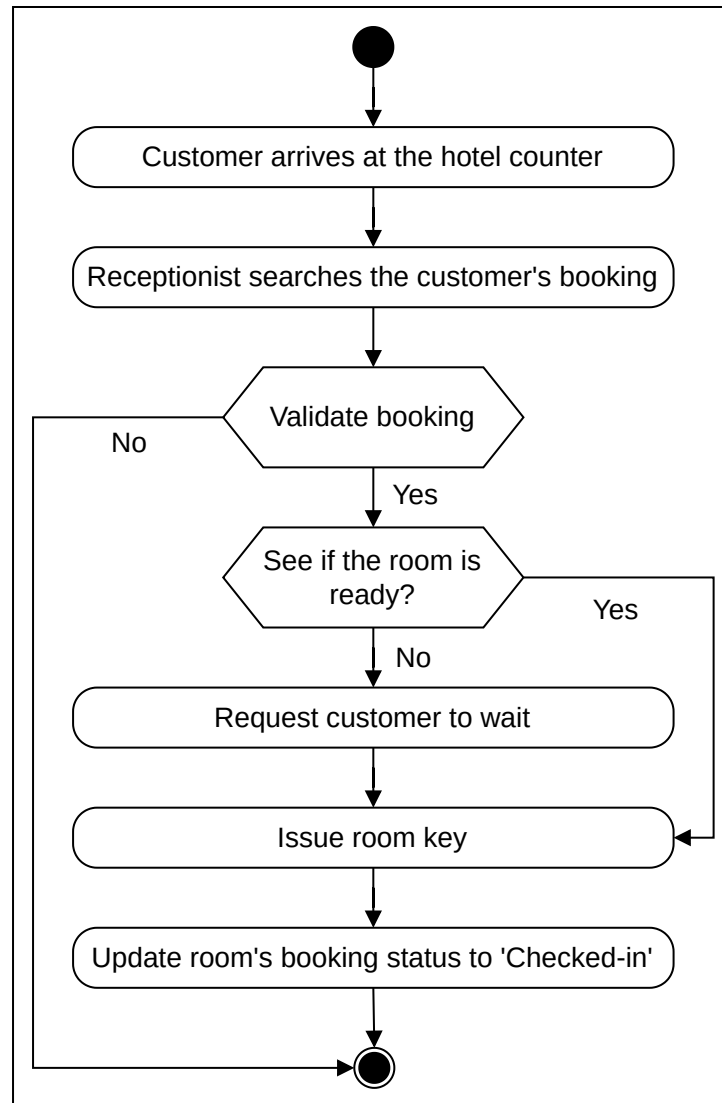 Customer arrives at the hotel counter
Receptionist searches the customer's booking
Validate booking
No
Yes
See if the room is
ready?
Yes
No
Request customer to wait
Issue room key
Update room's booking status to 'Checked-in'